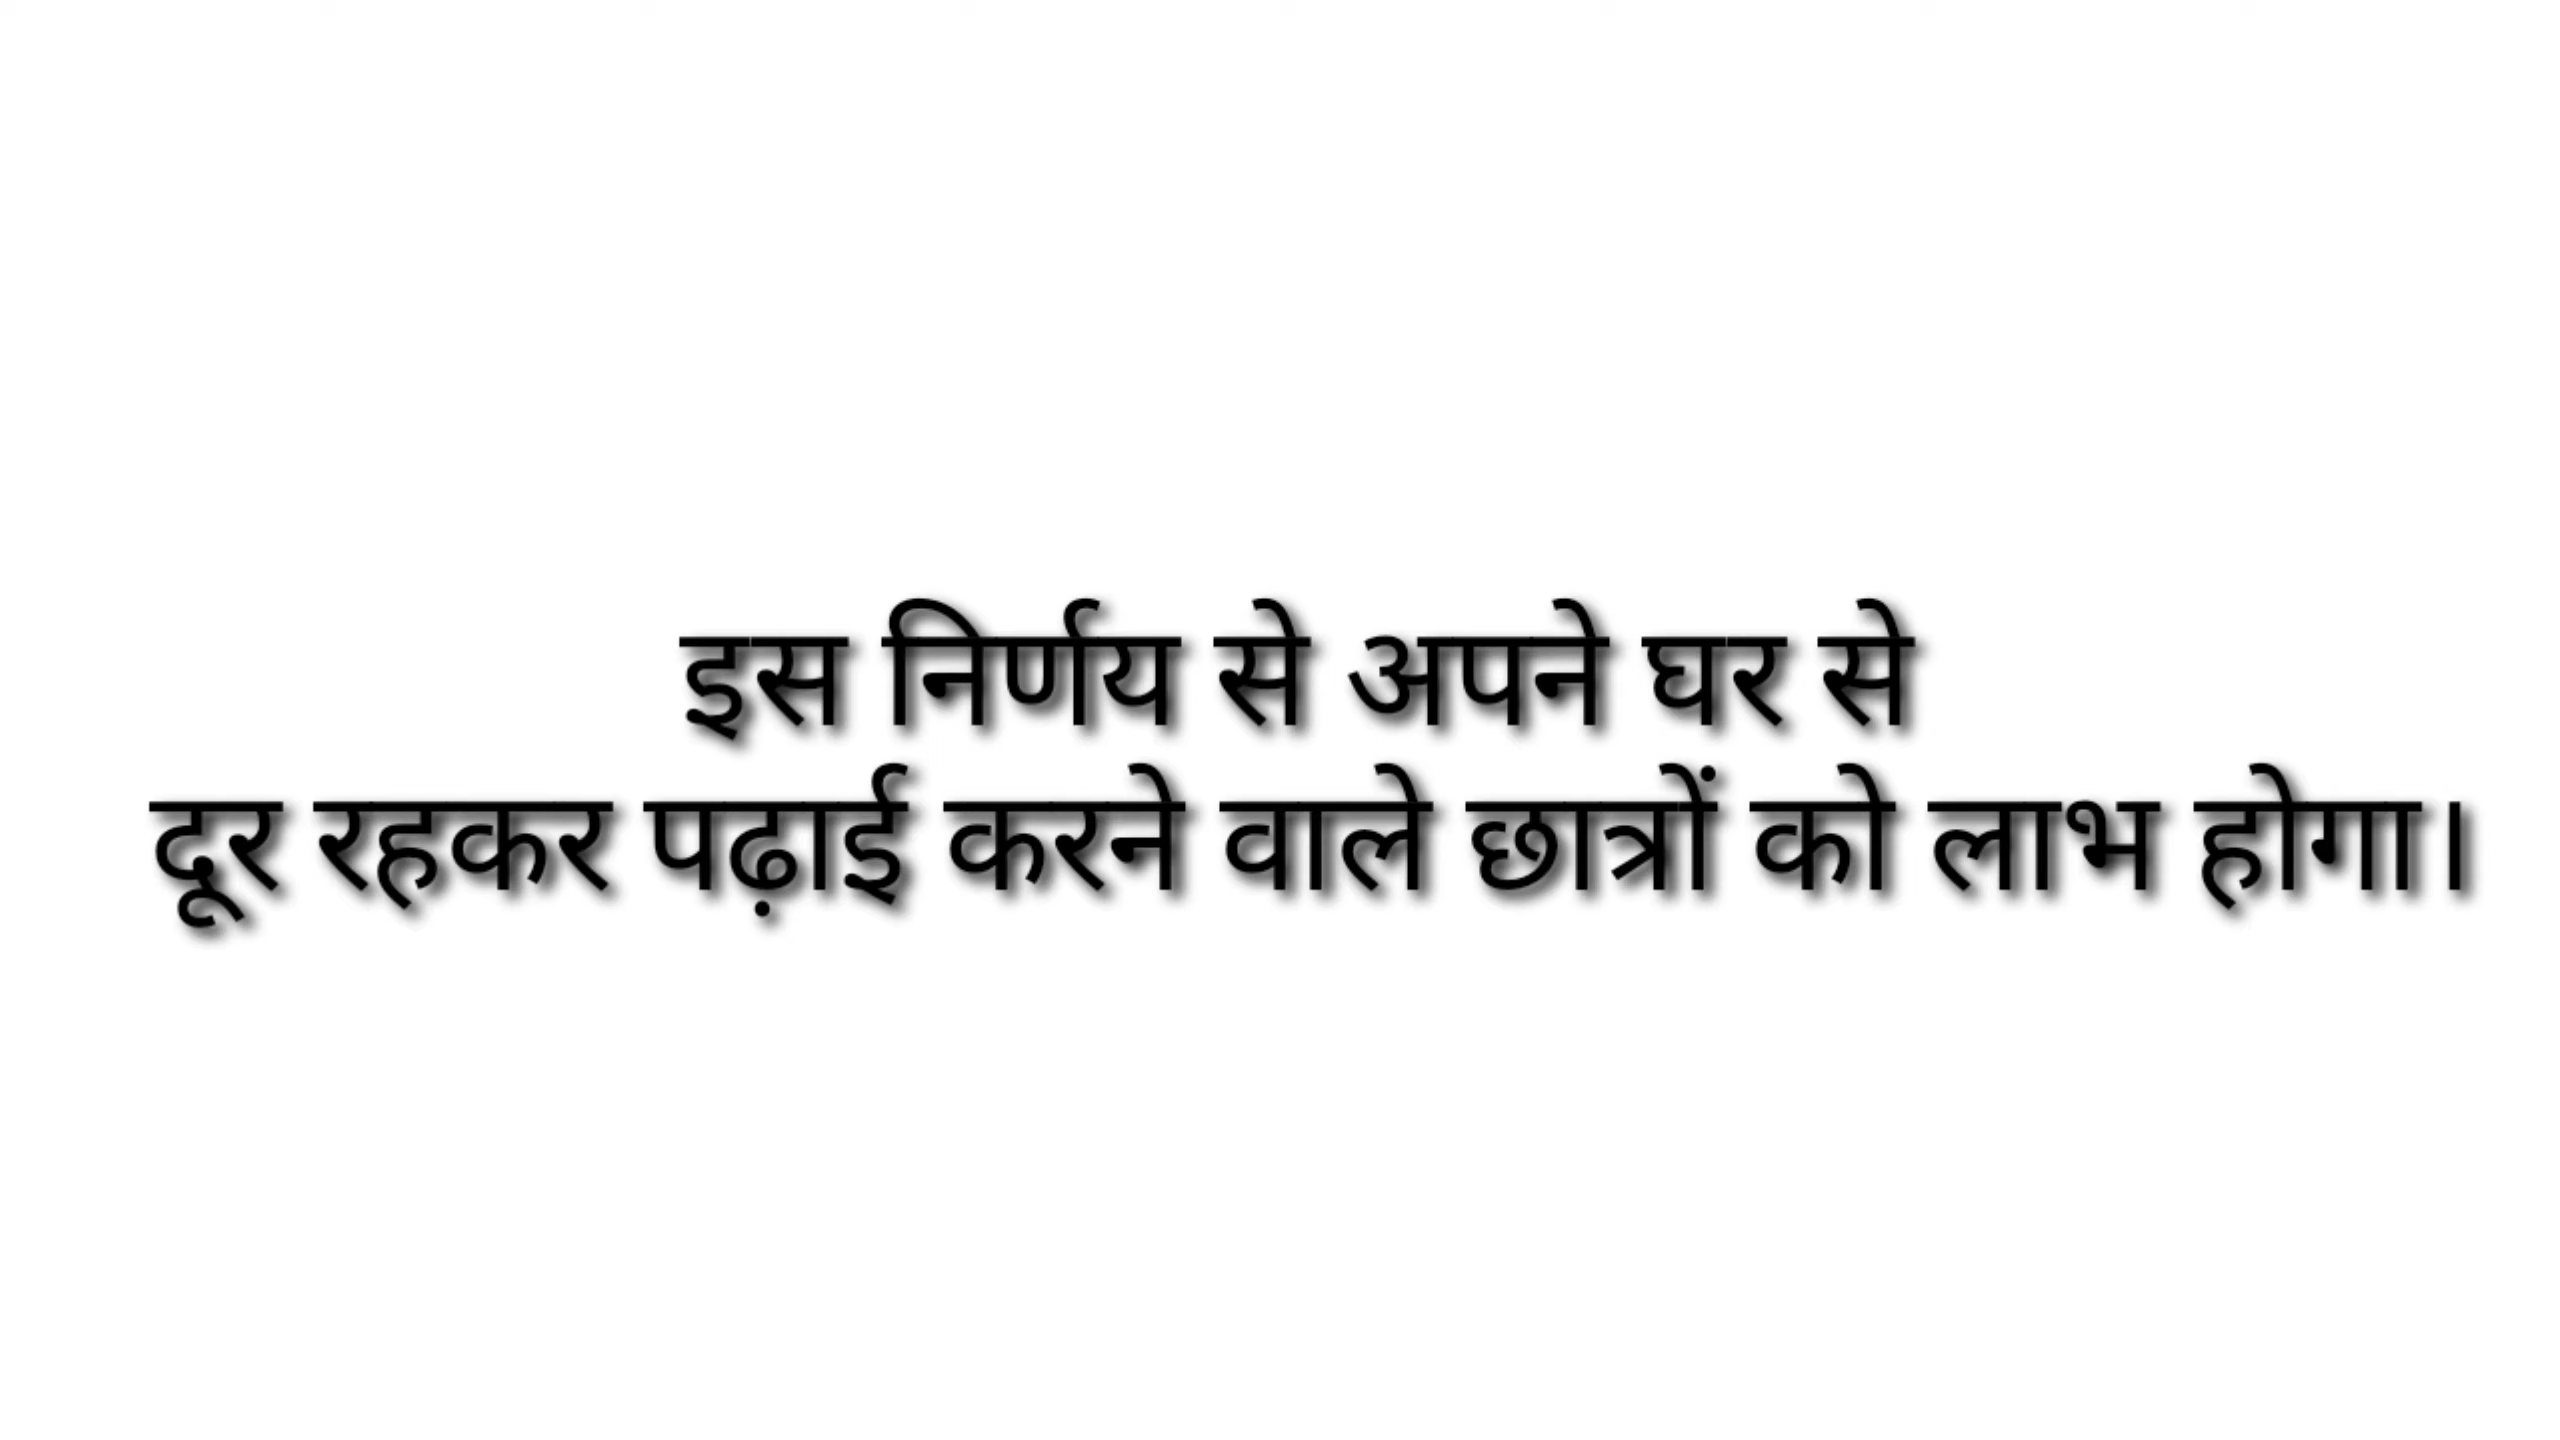 इस निर्णय से अपने घर से
दूर रहकर पढ़ाई करने वाले छात्रों को लाभ होगा।